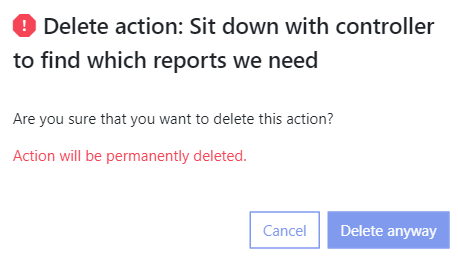 Delete action: Sit down with controller
to find which reports we need
Are you sure that you want to delete this action?
Action will be permanently deleted.
Cancel
Delete anyway